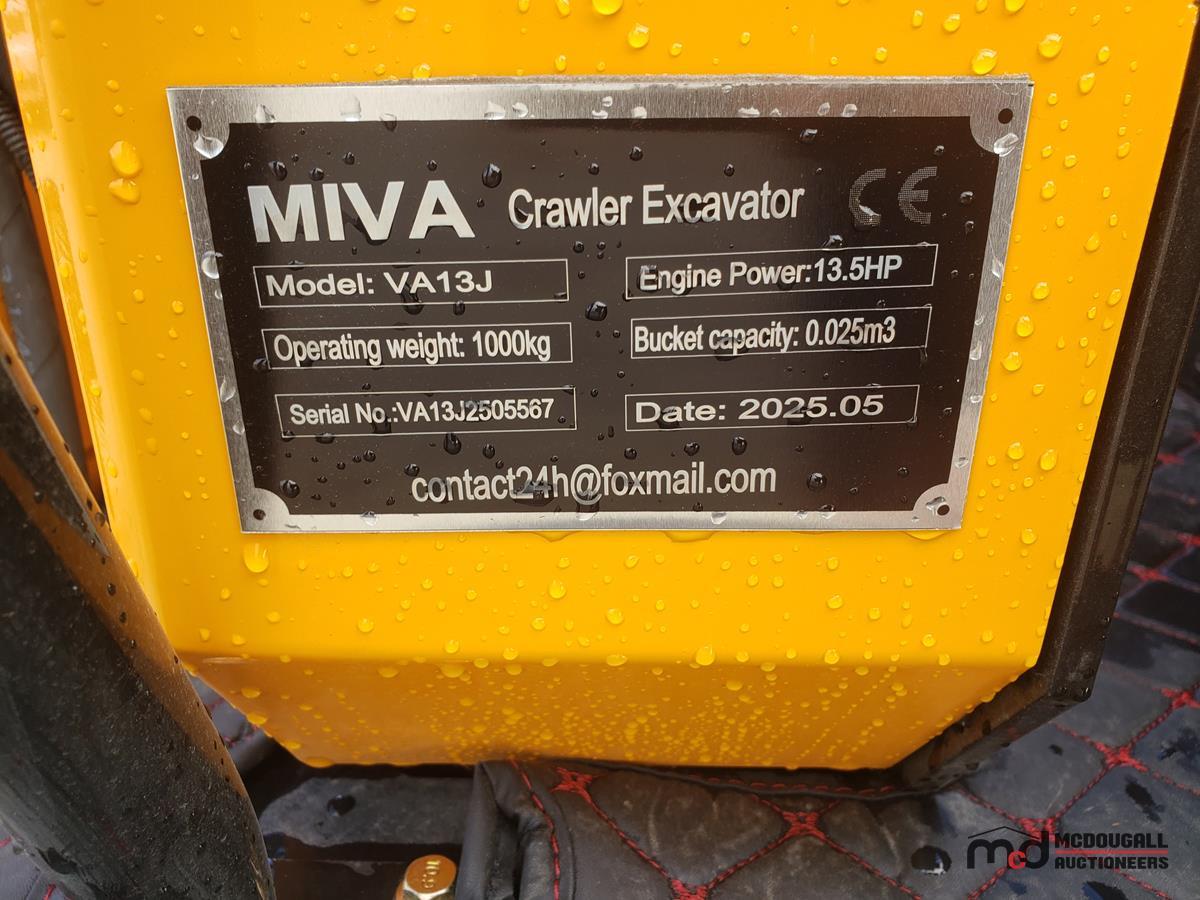 MIVA Crawler Excavator CE
Model: VA13J
Engine Power:13.5HP
Operating weight: 1000kg
Bucket capacity: 0.025m3
Serial No.:VA13J2505567
Date: 2025.05
contact24h@foxmail.com
mcd MCDOUGALL
AUCTIONEERS